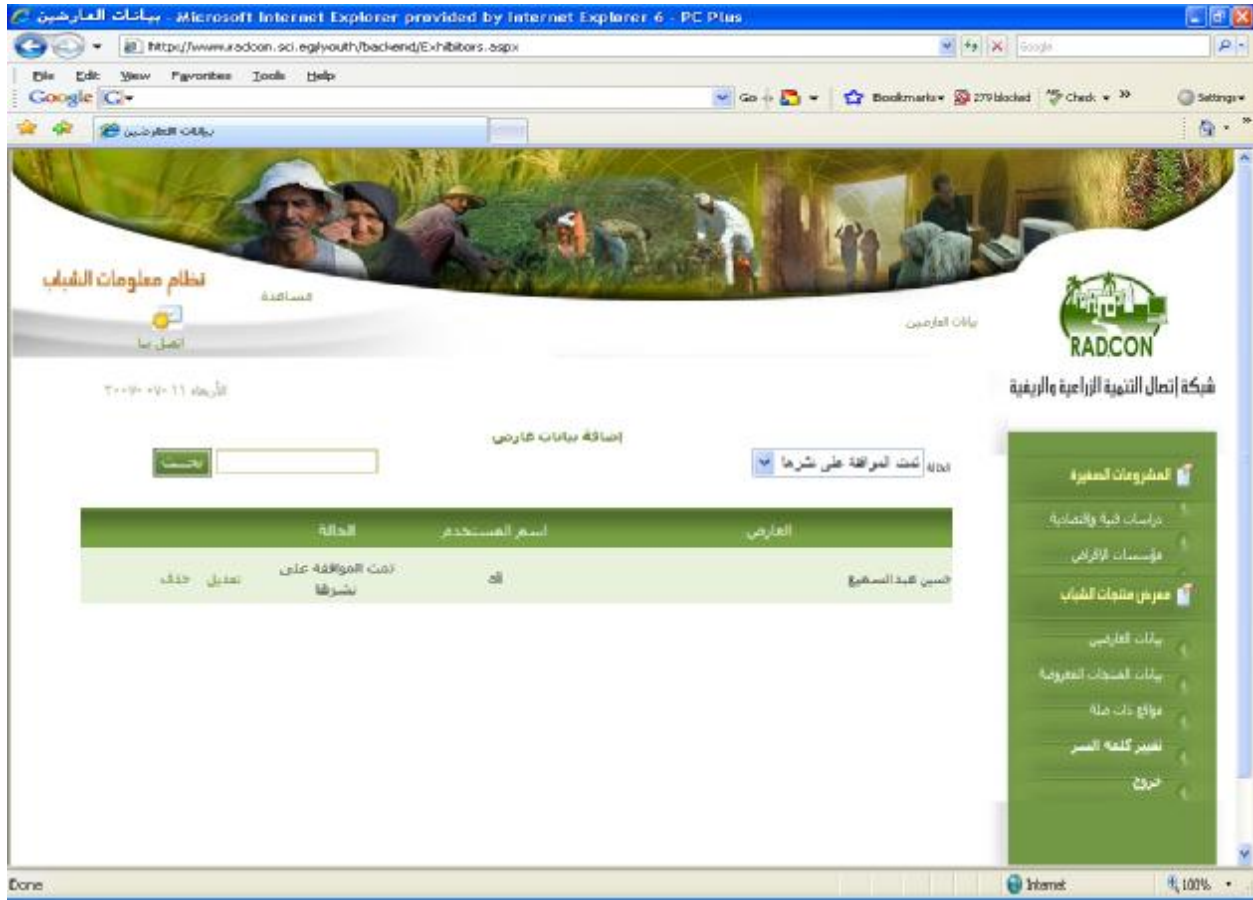 بيانات العارضين - Microsoft Internet Explorer provided by Internet Explorer 6 - PC Plus
http://www.radcon.sci.eg/youth/backend/Exhibitors.aspx
Google
File Edit View Favorites Tools Help
Google
Go
Bookmarks
279 blocked
Check
Settings
بيانات العارضين
نظام معلومات الشباب
مساعدة
اتصل بنا
بيانات العارضين
RADCON
شبكة إتصال التنمية الزراعية والريفية
الأربعاء ١١ -٠٧- ٢٠٠٧
إضافة بيانات عارض
الحالة
تمت الموافقة على نشرها
بحث
العارض اسم المستخدم الحالة
حسين عبد السميع
تمت الموافقة على نشرها
تعديل حذف
المشروعات الصغيرة
دراسات فنية واقتصادية
مؤسسات الإقراض
معرض منتجات الشباب
بيانات العارضين
بيانات المنتجات المعروضة
مواقع ذات صلة
تغيير كلمة السر
خروج
Done
Internet
100%